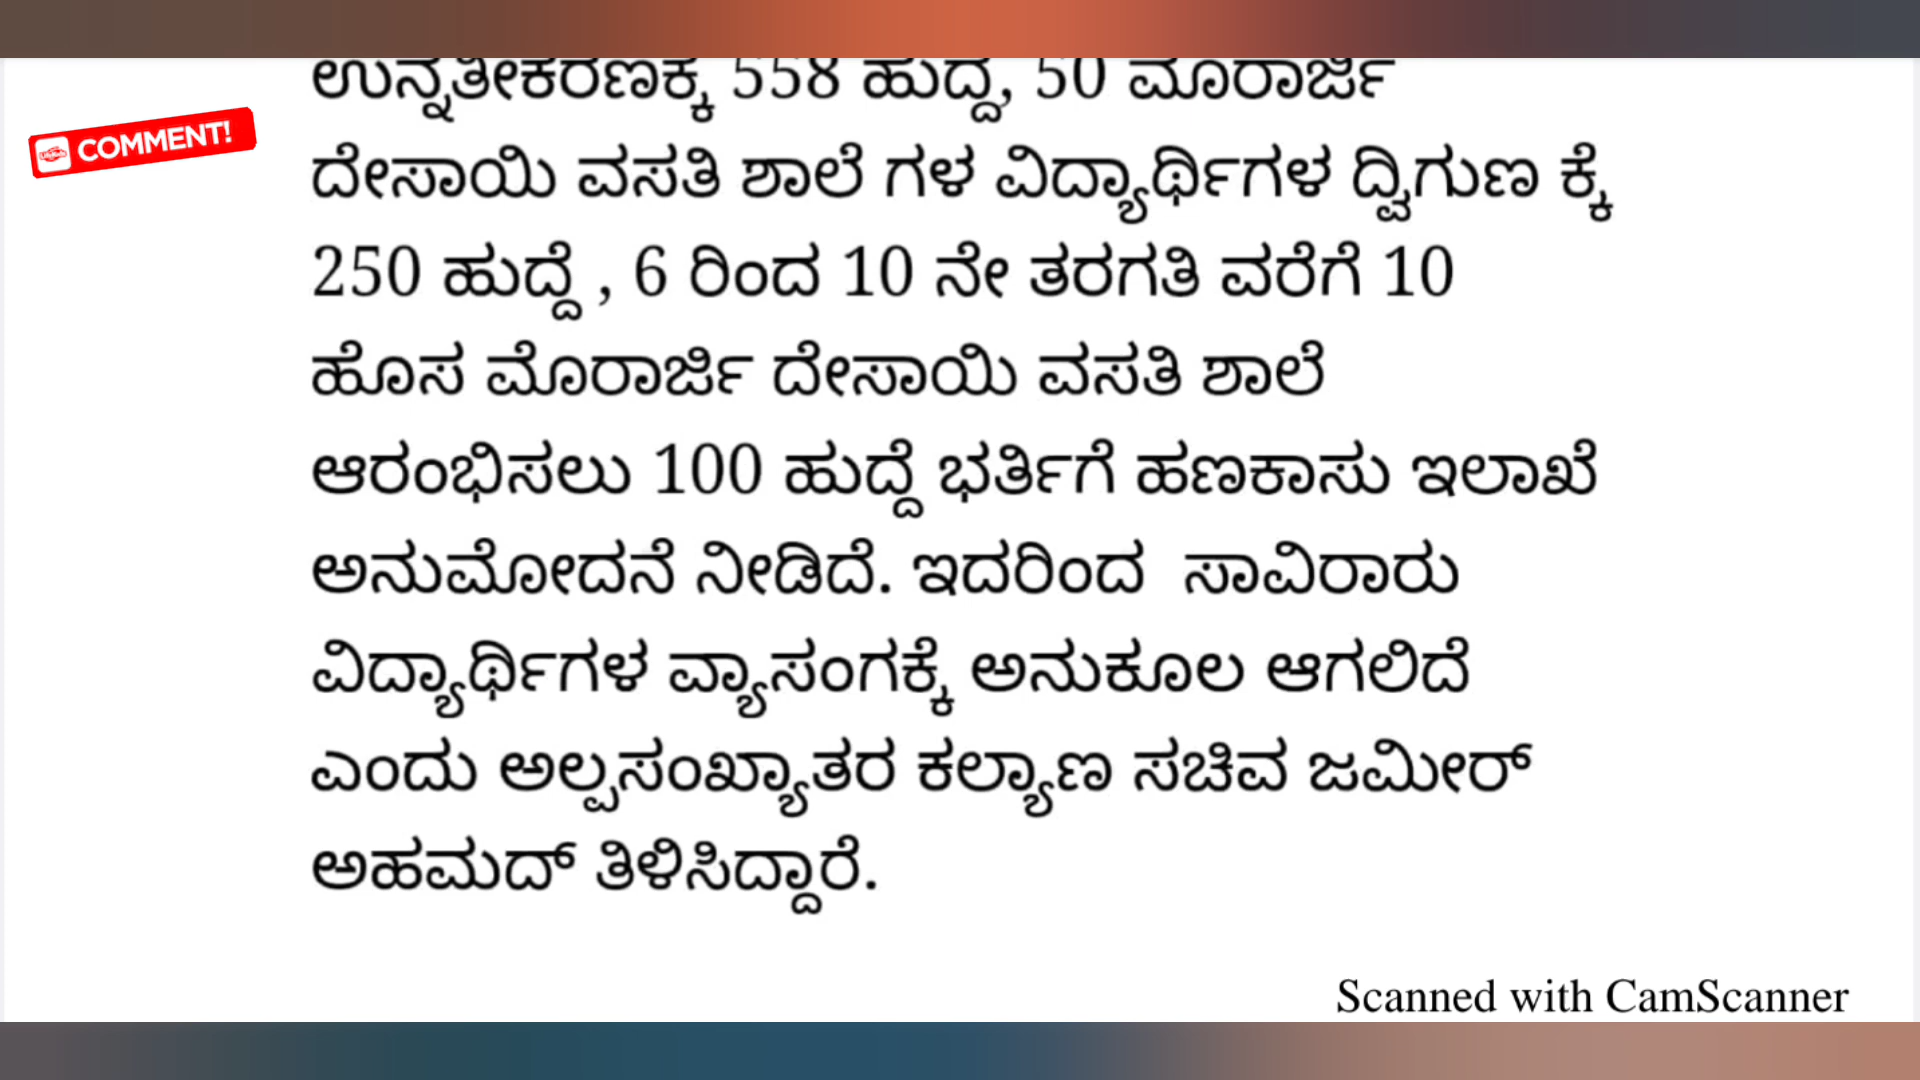 ಉನ್ನತೀಕರಣಕ್ಕೆ 558 ಹುದ್ದೆ, 50 ಮೊರಾರ್ಜಿ
COMMENT!
ದೇಸಾಯಿ ವಸತಿ ಶಾಲೆ ಗಳ ವಿದ್ಯಾರ್ಥಿಗಳ ದ್ವಿಗುಣ ಕ್ಕೆ
250 ಹುದ್ದೆ , 6 ರಿಂದ 10 ನೇ ತರಗತಿ ವರೆಗೆ 10
ಹೊಸ ಮೊರಾರ್ಜಿ ದೇಸಾಯಿ ವಸತಿ ಶಾಲೆ
ಆರಂಭಿಸಲು 100 ಹುದ್ದೆ ಭರ್ತಿಗೆ ಹಣಕಾಸು ಇಲಾಖೆ
ಅನುಮೋದನೆ ನೀಡಿದೆ. ಇದರಿಂದ ಸಾವಿರಾರು
ವಿದ್ಯಾರ್ಥಿಗಳ ವ್ಯಾಸಂಗಕ್ಕೆ ಅನುಕೂಲ ಆಗಲಿದೆ
ಎಂದು ಅಲ್ಪಸಂಖ್ಯಾತರ ಕಲ್ಯಾಣ ಸಚಿವ ಜಮೀರ್
ಅಹಮದ್ ತಿಳಿಸಿದ್ದಾರೆ.
Scanned with CamScanner